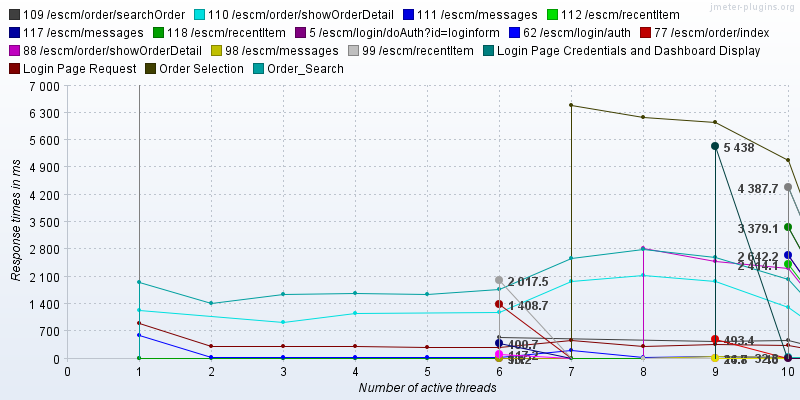 jmeter-plugins.org
109 /escm/order/searchOrder 110 /escm/order/showOrderDetail 111 /escm/messages 112 /escm/recentItem
117 /escm/messages 118 /escm/recentItem 5 /escm/login/doAuth?id=loginform 62 /escm/login/auth 77 /escm/order/index
88 /escm/order/showOrderDetail 98 /escm/messages 99 /escm/recentItem Login Page Credentials and Dashboard Display
Login Page Request Order Selection Order_Search
7 000
6 300
5 600
4 900
4 200
3 500
2 800
2 100
1 400
700
0
Response times in ms
5 438
4 387.7
3 379.1
2 642.2
2 017.5
1 408.7
493.4
400.7
0 1 2 3 4 5 6 7 8 9 10
Number of active threads